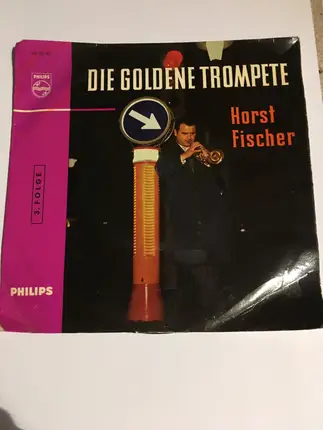 PHILIPS
DIE GOLDENE TROMPETE
Horst
Fischer
3. FOLGE
PHILIPS